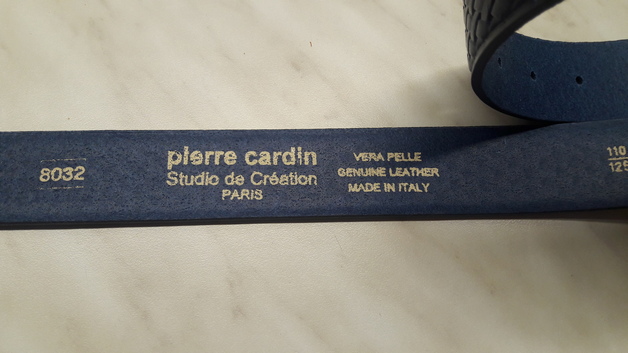 8032
pierre cardin
Studio de Création
PARIS
VERA PELLE
GENUINE LEATHER
MADE IN ITALY
110
125